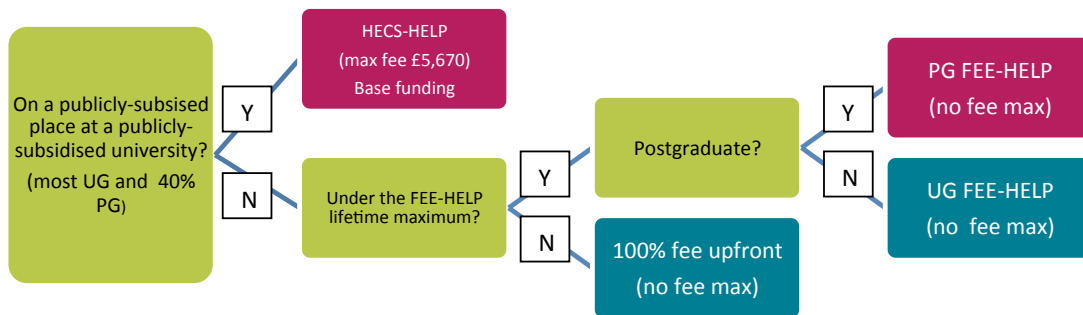 On a publicly-subsised
place at a publicly-
subsidised university?
(most UG and 40%
PG)
Y
N
HECS-HELP
(max fee £5,670)
Base funding
Under the FEE-HELP
lifetime maximum?
Y
N
Postgraduate?
100% fee upfront
(no fee max)
Y
N
PG FEE-HELP
(no fee max)
UG FEE-HELP
(no fee max)